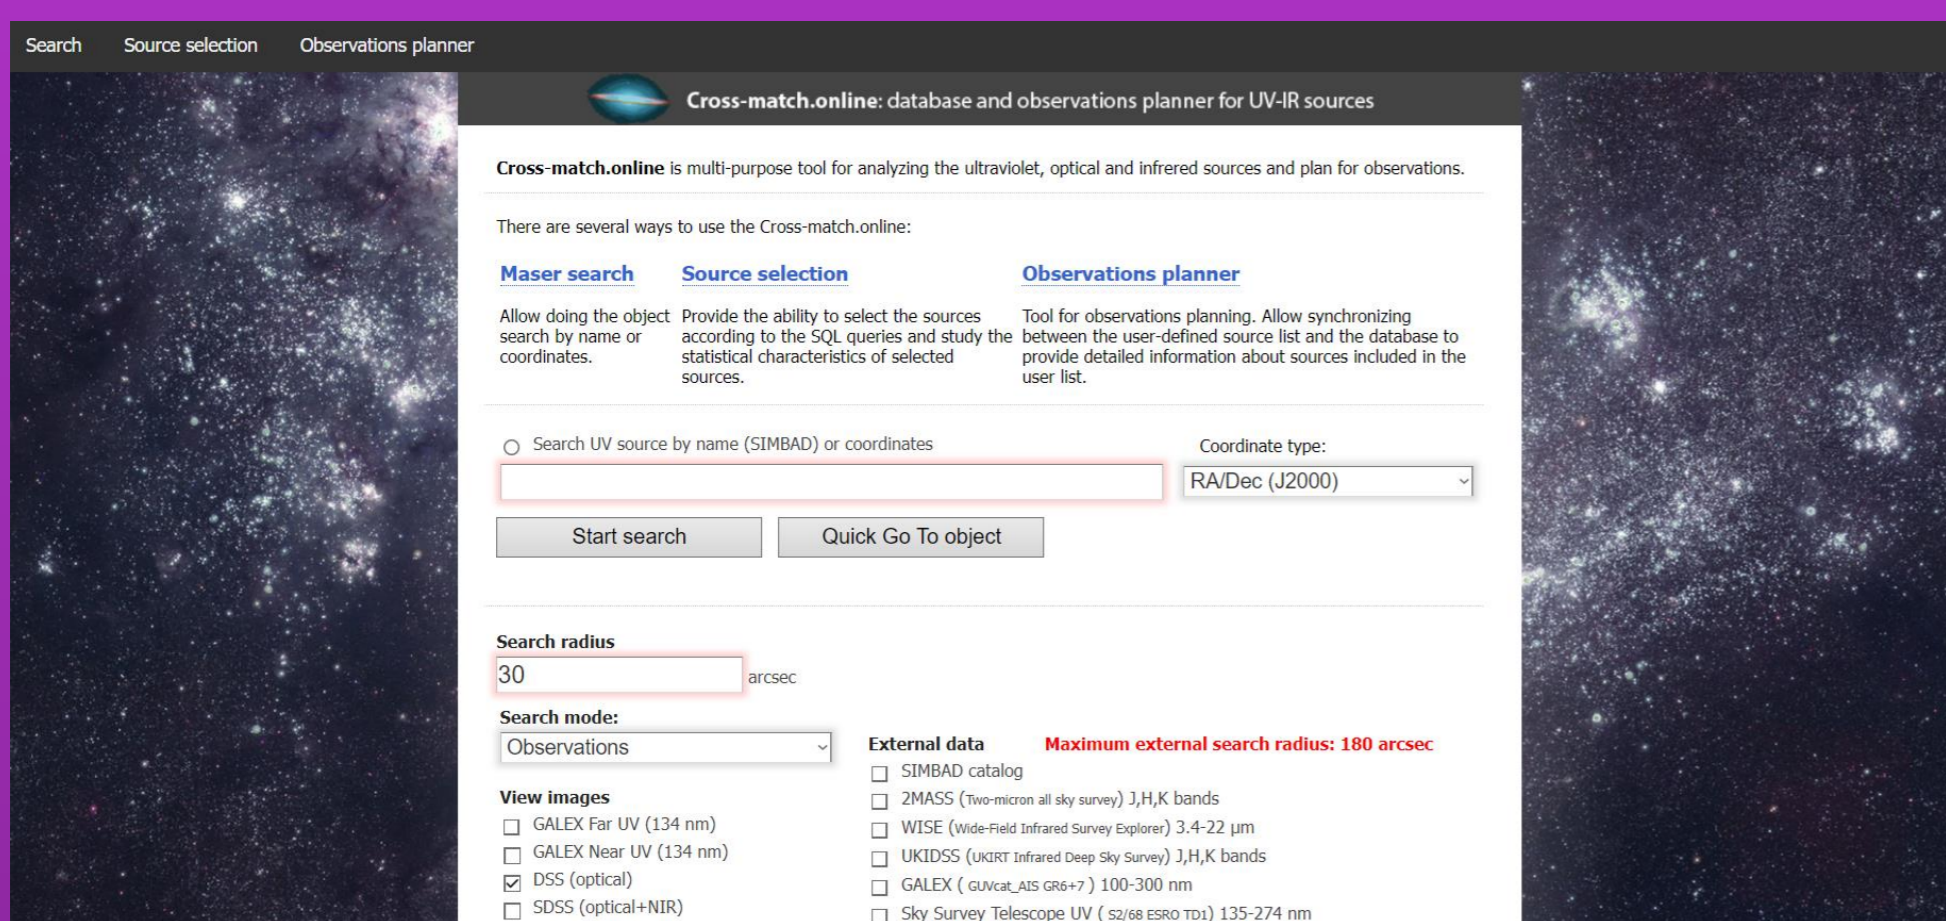 Search Source selection Observations planner
Cross-match.online: database and observations planner for UV-IR sources
Cross-match.online is multi-purpose tool for analyzing the ultraviolet, optical and infrered sources and plan for observations.
There are several ways to use the Cross-match.online:
Maser search
Allow doing the object
search by name or
coordinates.
Source selection
Provide the ability to select the sources
according to the SQL queries and study the
statistical characteristics of selected
sources.
Observations planner
Tool for observations planning. Allow synchronizing
between the user-defined source list and the database to
provide detailed information about sources included in the
user list.
Search UV source by name (SIMBAD) or coordinates
Coordinate type:
RA/Dec (J2000)
Start search
Quick Go To object
Search radius
30 arcsec
Search mode:
Observations
View images
GALEX Far UV (134 nm)
GALEX Near UV (134 nm)
DSS (optical)
SDSS (optical+NIR)
External data
Maximum external search radius: 180 arcsec
SIMBAD catalog
2MASS (Two-micron all sky survey) J,H,K bands
WISE (Wide-Field Infrared Survey Explorer) 3.4-22 μm
UKIDSS (UKIRT Infrared Deep Sky Survey) J,H,K bands
GALEX ( GUVcat_AIS GR6+7 ) 100-300 nm
Sky Survey Telescope UV ( S2/68 ESRO TD1) 135-274 nm